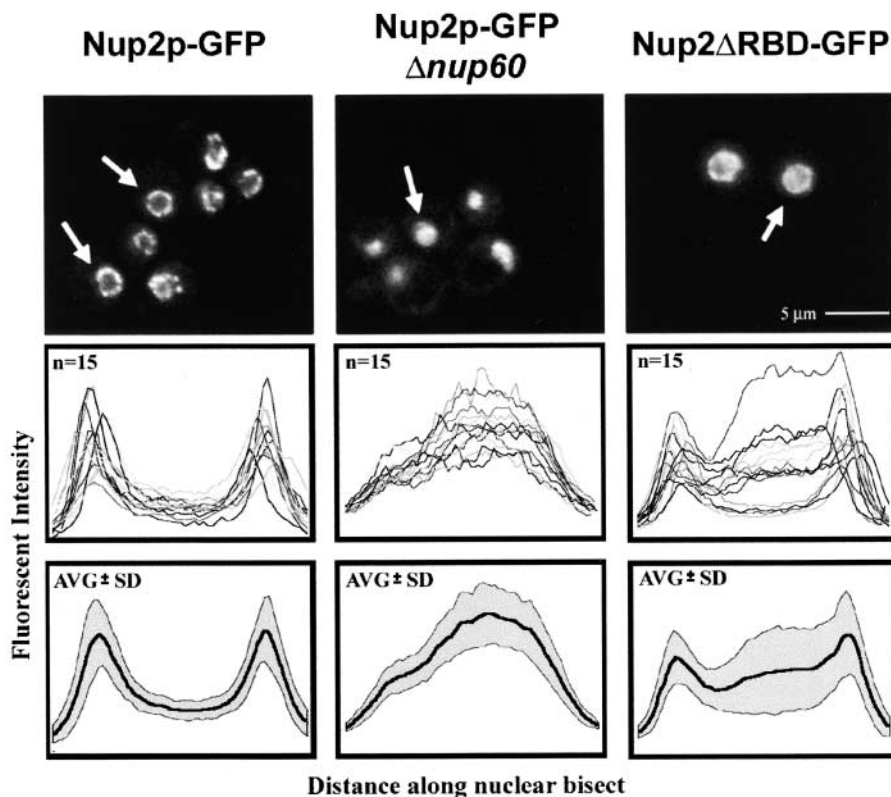 Nup2p-GFP
Nup2p-GFP
Δnup60
Nup2ΔRBD-GFP
5 μm
n=15
n=15
n=15
Fluorescent Intensity
AVG ± SD
AVG ± SD
AVG ± SD
Distance along nuclear bisect